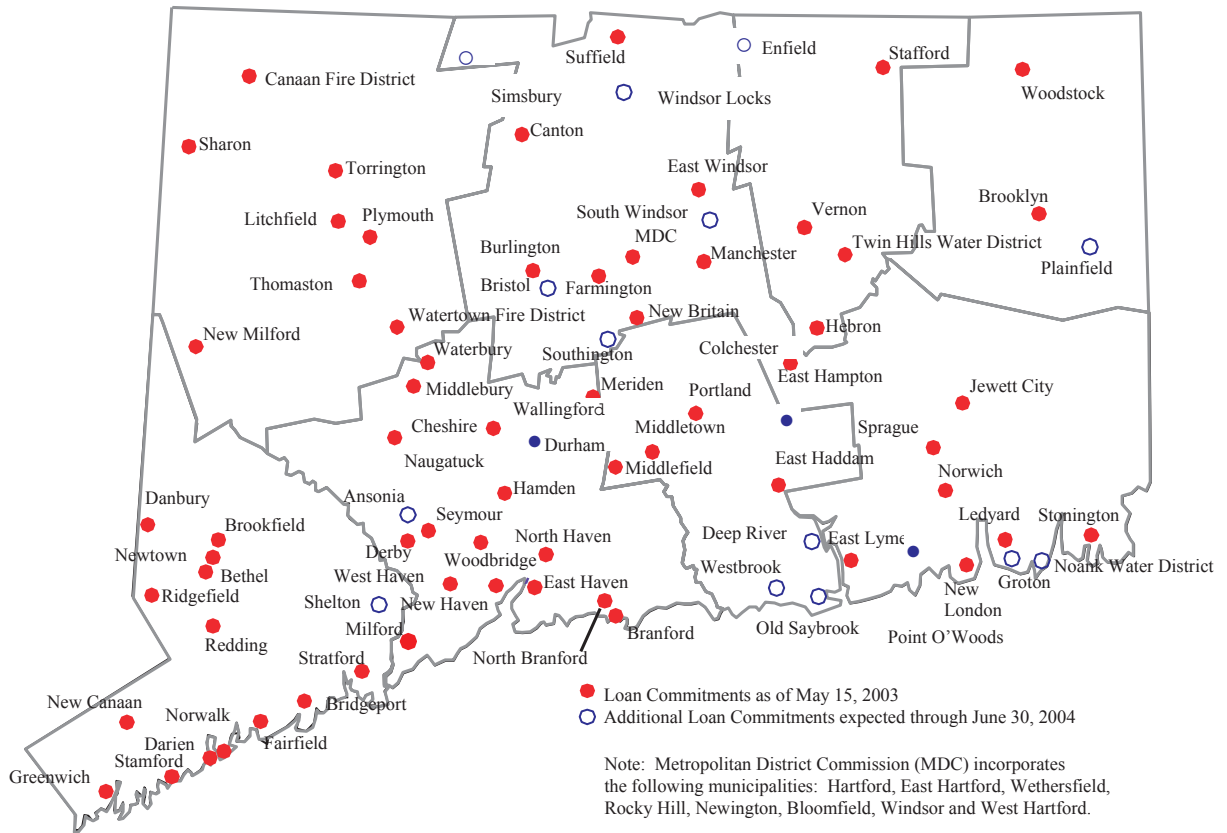 Suffield
Enfield
Stafford
Canaan Fire District
Woodstock
Simsbury
Windsor Locks
Canton
Sharon
Torrington
East Windsor
Litchfield
Plymouth
South Windsor
Brooklyn
Vernon
MDC
Burlington
Manchester
Twin Hills Water District
Plainfield
Bristol
Farmington
Thomaston
Watertown Fire District
New Britain
Hebron
New Milford
Waterbury
Southington
Colchester
Middlebury
Meriden
East Hampton
Portland
Jewett City
Wallingford
Cheshire
Middletown
Sprague
Durham
Naugatuck
Middlefield
East Haddam
Norwich
Hamden
Danbury
Ansonia
Seymour
Brookfield
Deep River
East Lyme
Ledyard
Stonington
Newtown
Derby
North Haven
Woodbridge
Bethel
West Haven
Westbrook
Noank Water District
Groton
Ridgefield
Shelton
New Haven
East Haven
New
London
Redding
Milford
Branford
Old Saybrook
Point O'Woods
Stratford
North Branford
New Canaan
Bridgeport
Norwalk
Fairfield
Darien
Stamford
Greenwich
Loan Commitments as of May 15, 2003
Additional Loan Commitments expected through June 30, 2004
Note: Metropolitan District Commission (MDC) incorporates
the following municipalities: Hartford, East Hartford, Wethersfield,
Rocky Hill, Newington, Bloomfield, Windsor and West Hartford.